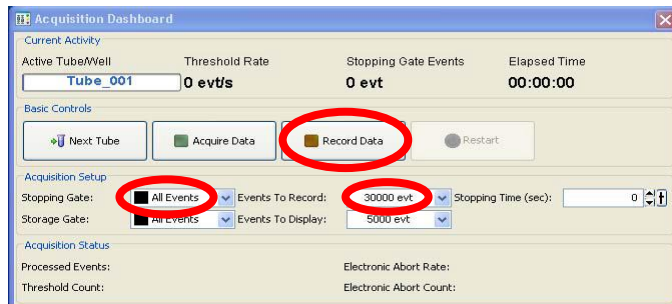 Acquisition Dashboard
Current Activity
Active Tube/Well Threshold Rate Stopping Gate Events Elapsed Time
Tube_001 0 evt/s 0 evt 00:00:00
Basic Controls
Next Tube Acquire Data Record Data Restart
Acquisition Setup
Stopping Gate: All Events Events To Record: 30000 evt Stopping Time (sec): 0
Storage Gate: All Events Events To Display: 5000 evt
Acquisition Status
Processed Events: Electronic Abort Rate:
Threshold Count: Electronic Abort Count: